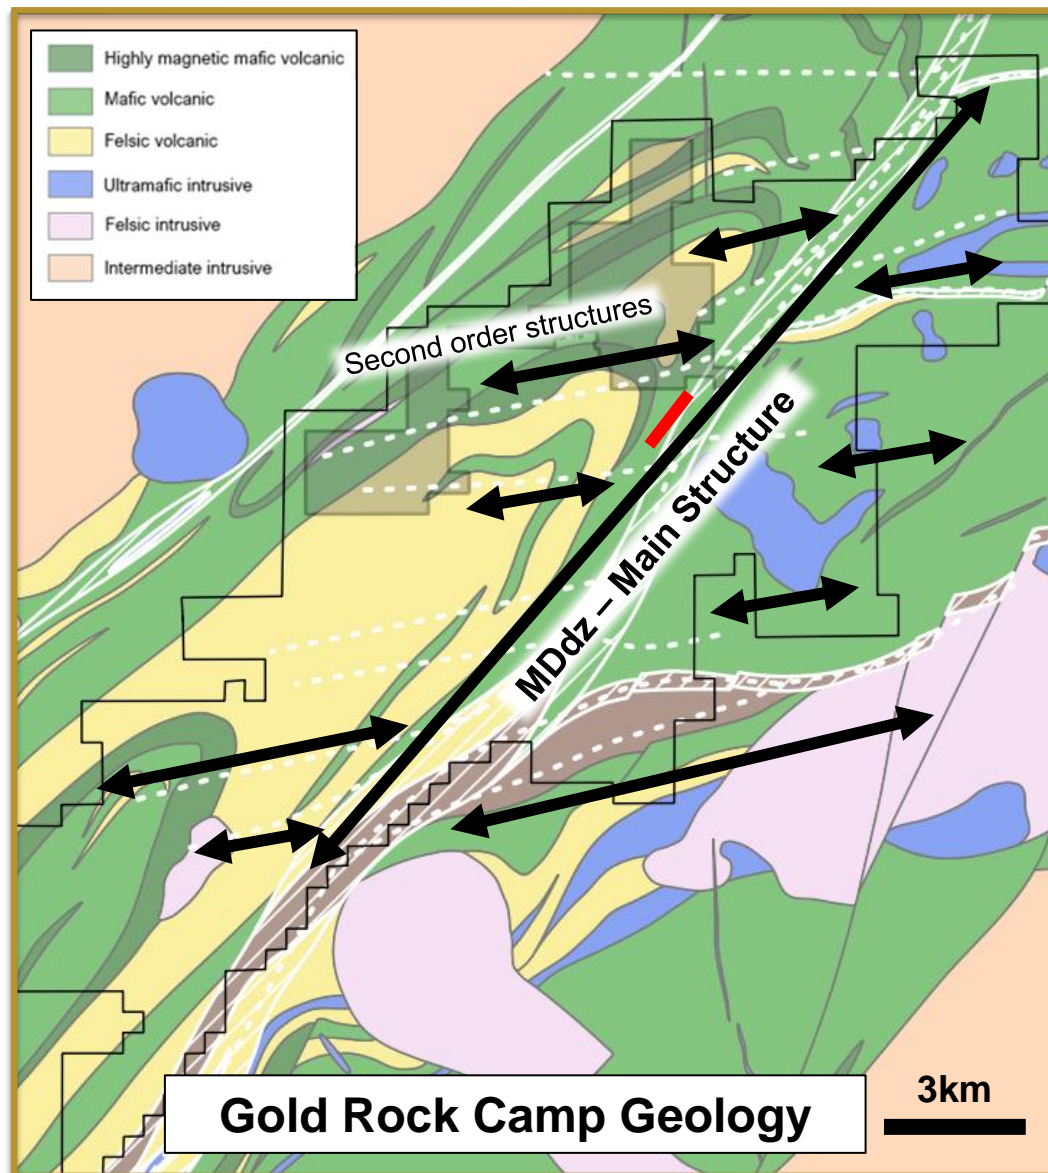 Highly magnetic mafic volcanic
Mafic volcanic
Felsic volcanic
Ultramafic intrusive
Felsic intrusive
Intermediate intrusive
Second order structures
MDdz – Main Structure
Gold Rock Camp Geology
3km